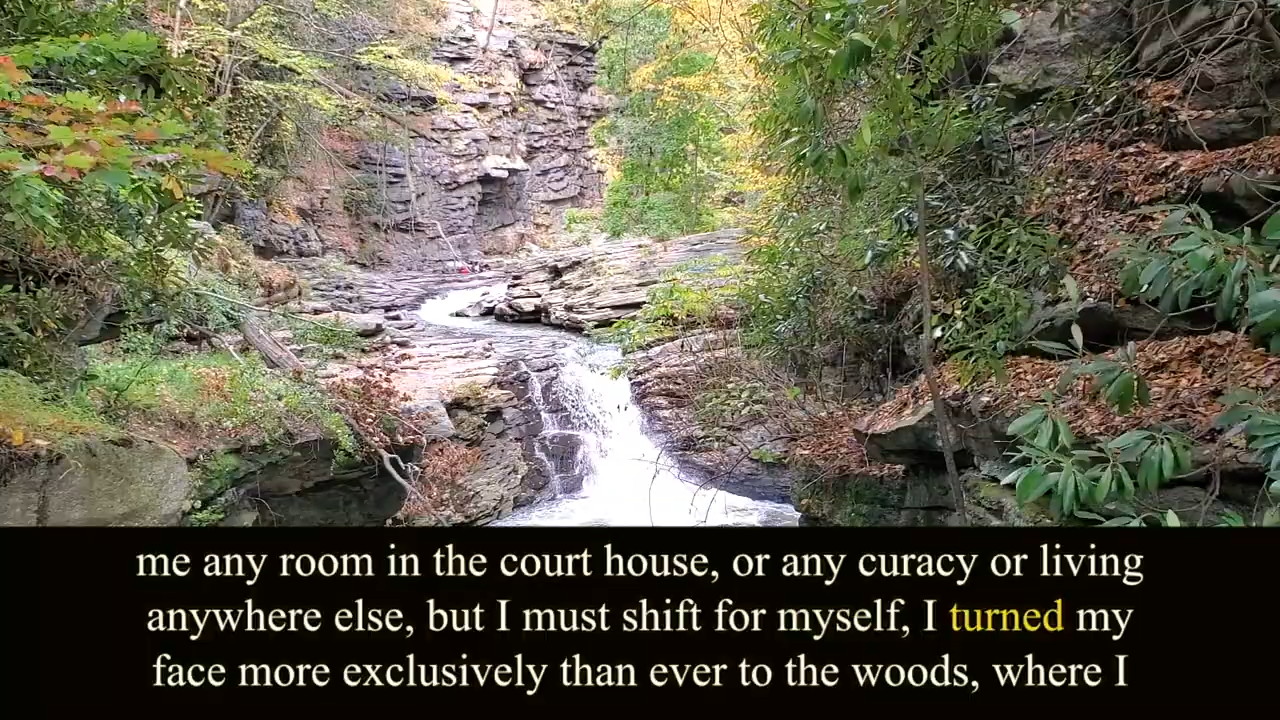 me any room in the court house, or any curacy or living
anywhere else, but I must shift for myself, I turned my
face more exclusively than ever to the woods, where I